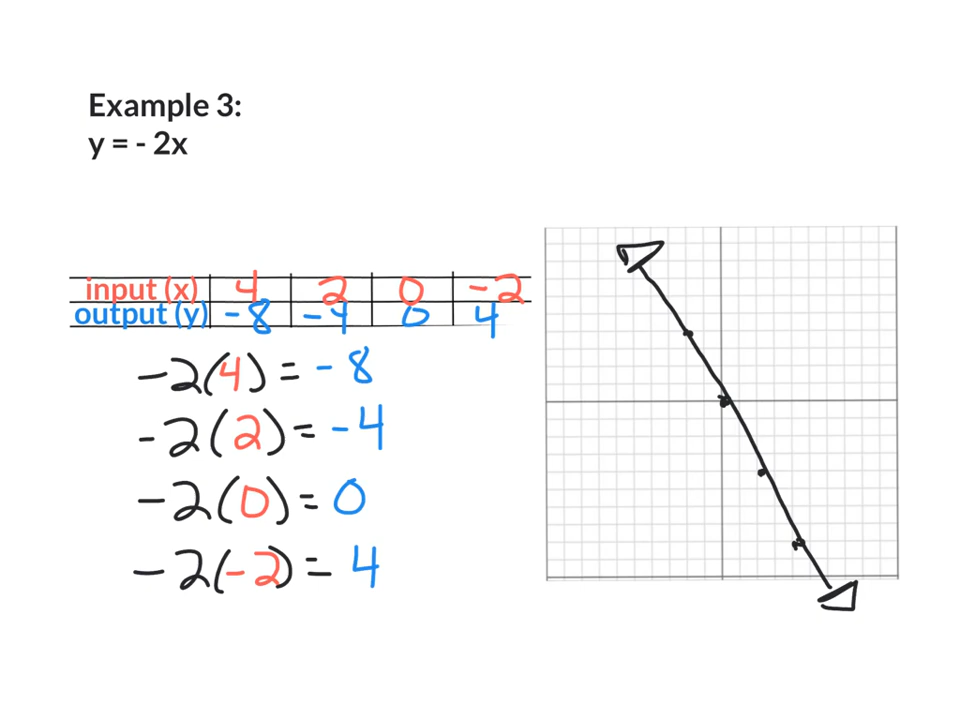 Example 3:
y = - 2x
input (x) 4 2 0 -2
output (y) -8 -4 0 4
-2(4) = -8
-2(2) = -4
-2(0) = 0
-2(-2) = 4